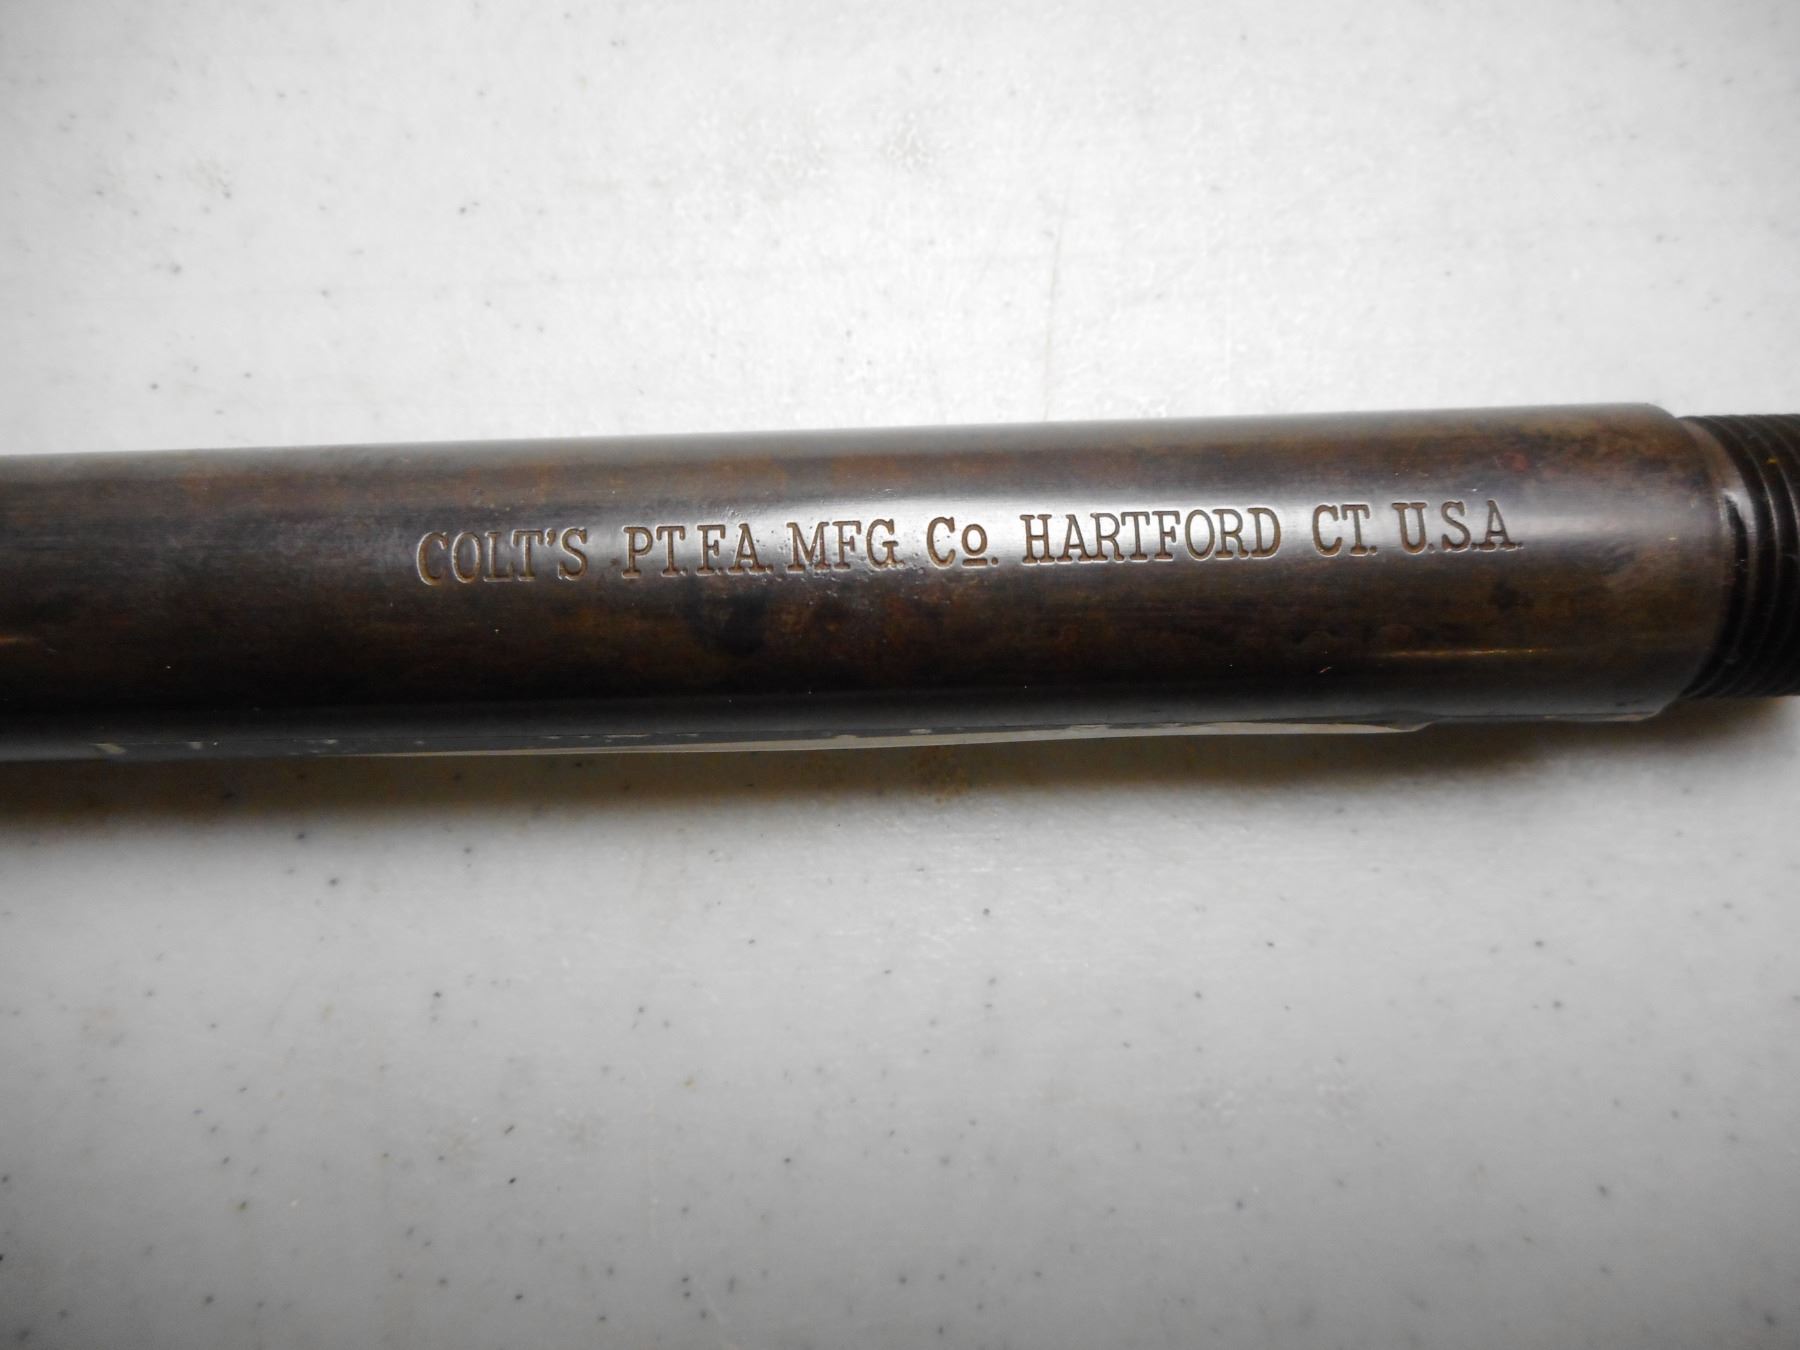 COLT'S PT.F.A. MFG. Co. HARTFORD CT. U.S.A.